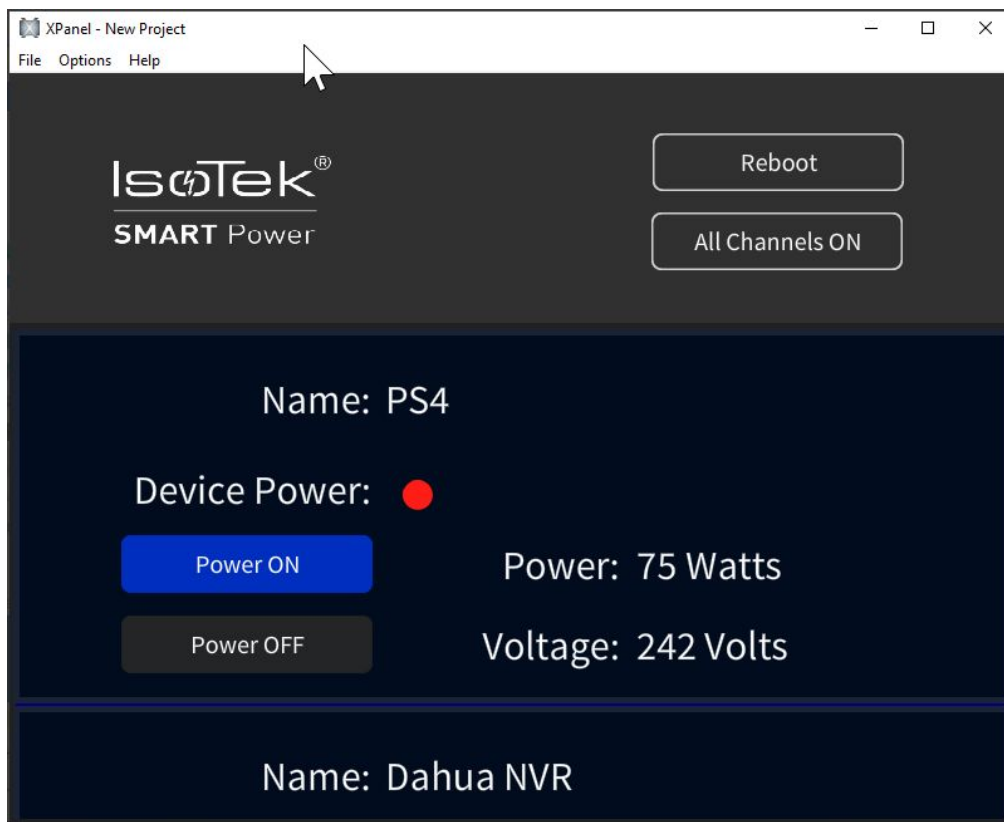 XPanel - New Project
File Options Help
IsoTek®
SMART Power
Reboot
All Channels ON
Name: PS4
Device Power:
Power ON
Power: 75 Watts
Power OFF
Voltage: 242 Volts
Name: Dahua NVR